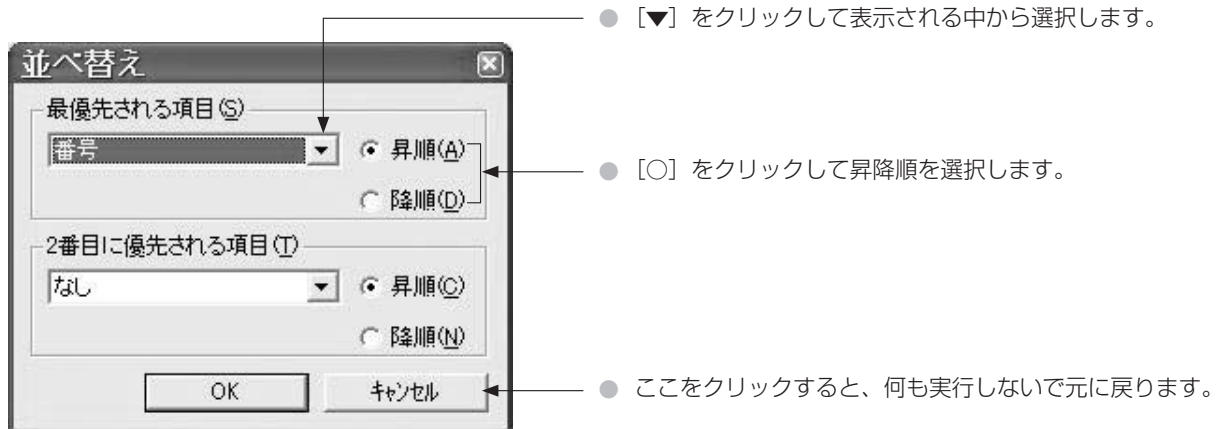 [▼]をクリックして表示される中から選択します。
並べ替え
最優先される項目(S)
番号
昇順(A)
[○]をクリックして昇降順を選択します。
降順(D)
2番目に優先される項目(T)
なし
昇順(C)
降順(N)
OK
キャンセル
ここをクリックすると、何も実行しないで元に戻ります。